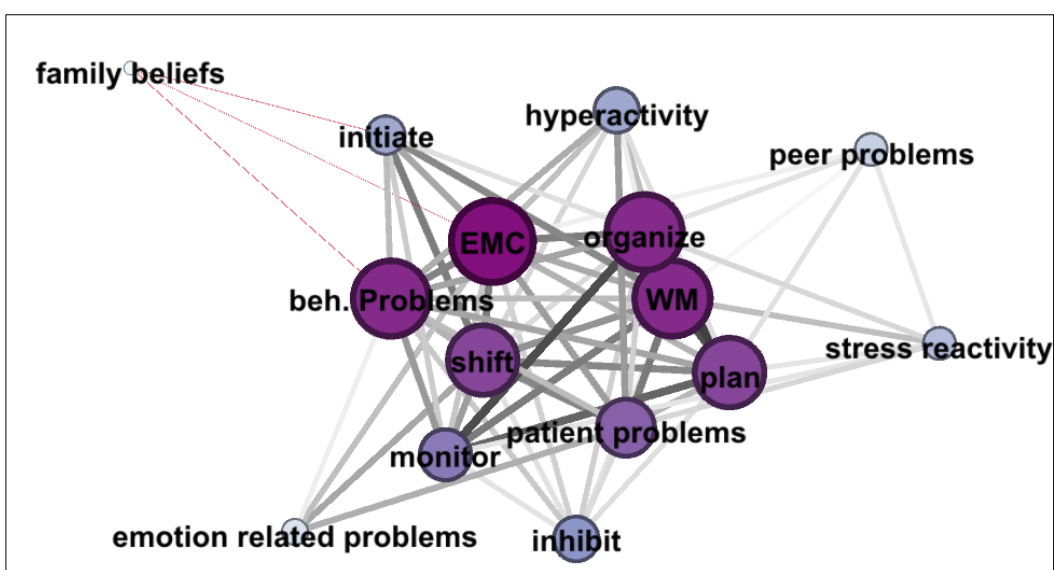 family beliefs
hyperactivity
initiate
peer problems
EMC
organize
beh. Problems
WM
shift
stress reactivity
plan
patient problems
monitor
emotion related problems
inhibit